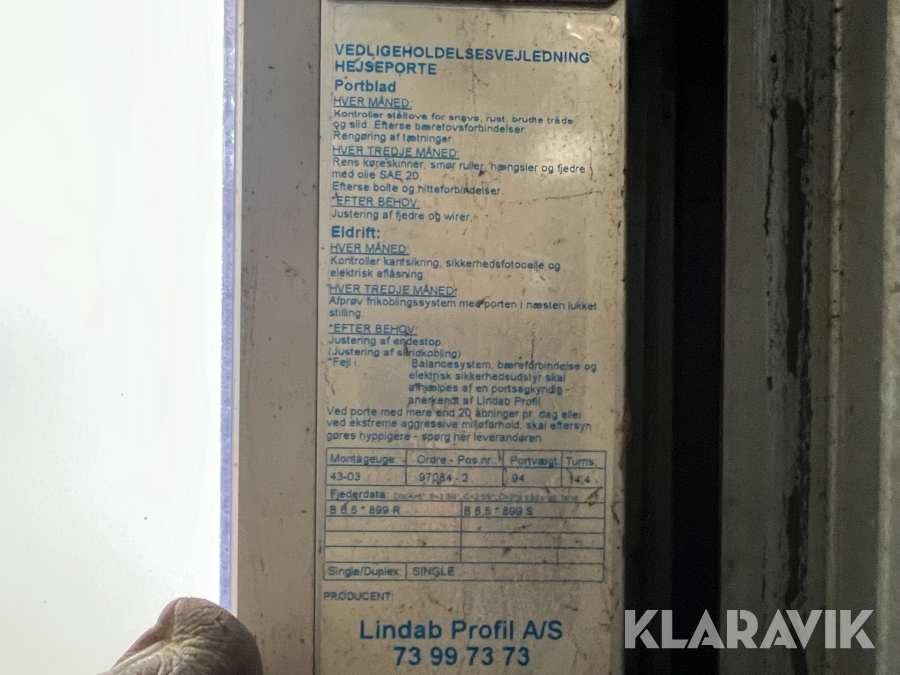 VEDLIGEHOLDELSESVEJLEDNING
HEJSEPORTE
Portblad
HVER MÅNED:
Kontroller ståltove for snavs, rust, brudte tråde
og slid. Efterse bæretovsforbindelser.
Rengøring af tætninger.
HVER TREDJE MÅNED:
Rens køreskinner, smør ruller, hængsler og fjedre
med olie SAE 20.
Efterse bolte og nitteforbindelser
*EFTER BEHOV:
Justering af fjedre og wirer.
Eldrift:
HVER MÅNED:
Kontroller kantsikring, sikkerhedsfotocelle og
elektrisk aflåsning
HVER TREDJE MÅNED*
Afprøv frikoblingssystem med porten i næsten lukket
stilling.
*EFTER BEHOV:
Justering af endestop.
(Justering af skridkobling)
*Fejl i Balancesystem, bæreforbindelse og
elektrisk sikkerhedsudstyr skal
afhjælpes af en portsagkyndig -
anerkendt af Lindab Profil
Ved porte med mere end 20 åbninger pr. dag eller
ved ekstreme aggressive miljøforhold, skal eftersyn
gøres hyppigere - spørg hér leverandøren.
Montageuge: Ordre - Pos.nr. Portvægt Turns.
43-03 97084 - 2 94 14,4
Fjederdata:
B 6,5 * 899 R B 6,5 * 899 S
Single/Duplex: SINGLE
PRODUCENT:
Lindab Profil A/S
73 99 73 73
KLARAVIK